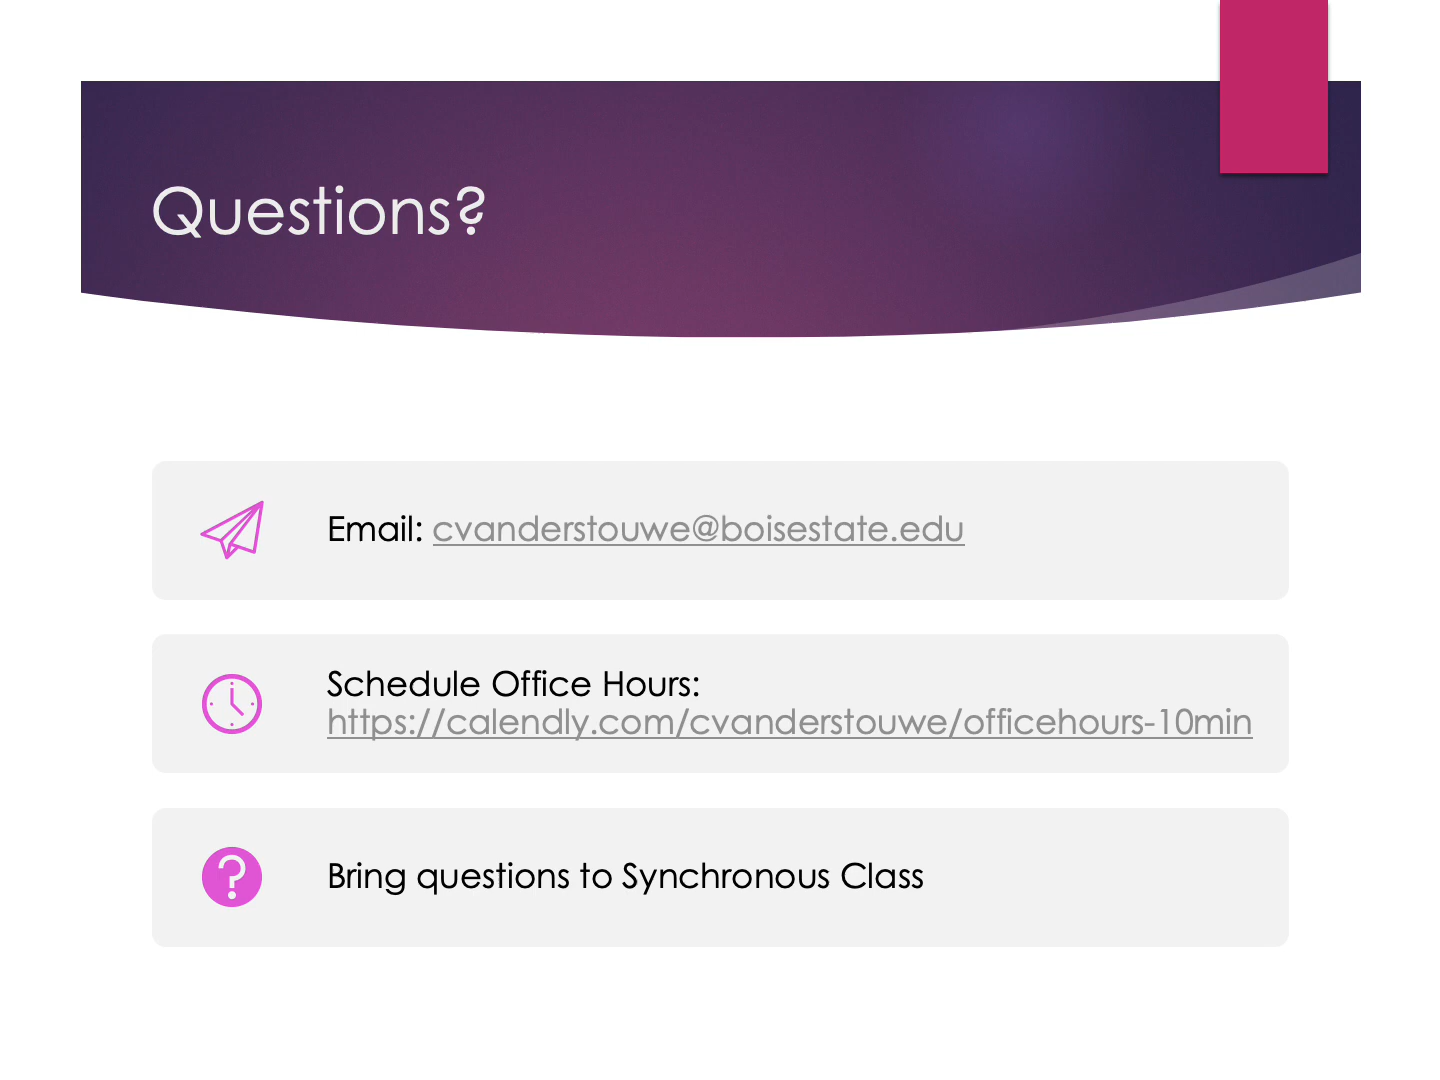 Questions?
Email: cvanderstouwe@boisestate.edu
Schedule Office Hours:
https://calendly.com/cvanderstouwe/officehours-10min
Bring questions to Synchronous Class